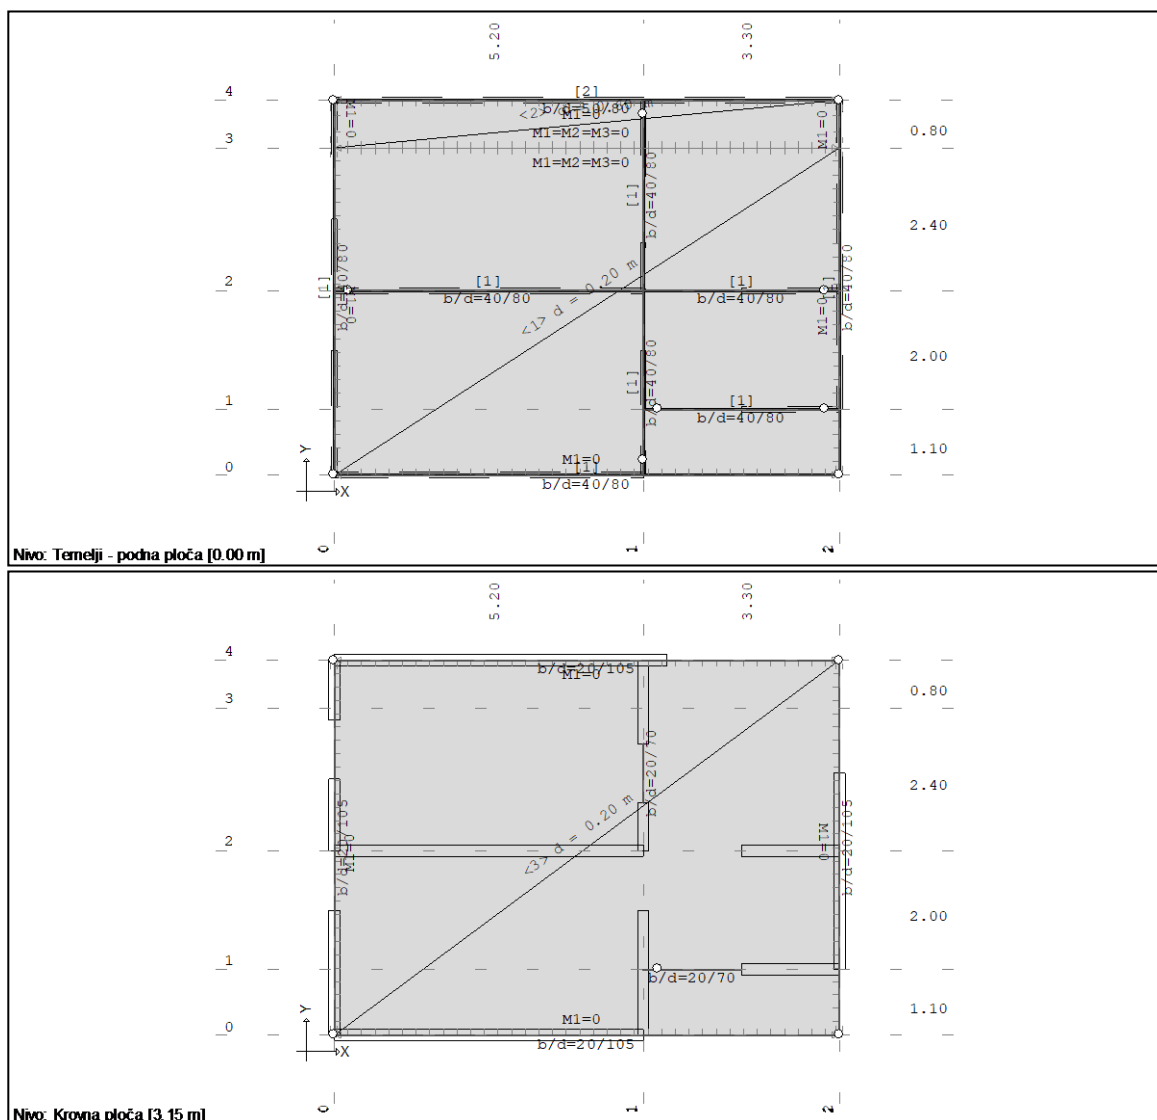 5.20
3.30
4
[2]
b/d=50/80
M1=0
M1=0
M1=0
3
0.80
M1=M2=M3=0
M1=M2=M3=0
[1]
b/d=40/80
2.40
2
[1]
b/d=40/80
M1=0
[1]
b/d=40/80
[1]
b/d=40/80
M1=0
b/d=40/80
<1> d = 0.20 m
2.00
[1]
b/d=40/80
1
[1]
b/d=40/80
1.10
0
M1=0
[1]
b/d=40/80
Y
X
0
1
2
Nivo: Temelji - podna ploča [0.00 m]
5.20
3.30
4
b/d=20/105
M1=0
3
0.80
b/d=20/70
2.40
2
b/d=20/105
M1=0
<3> d = 0.20 m
M1=0
b/d=20/105
2.00
1
b/d=20/70
1.10
0
M1=0
b/d=20/105
Y
X
0
1
2
Nivo: Krovna ploča [3.15 m]